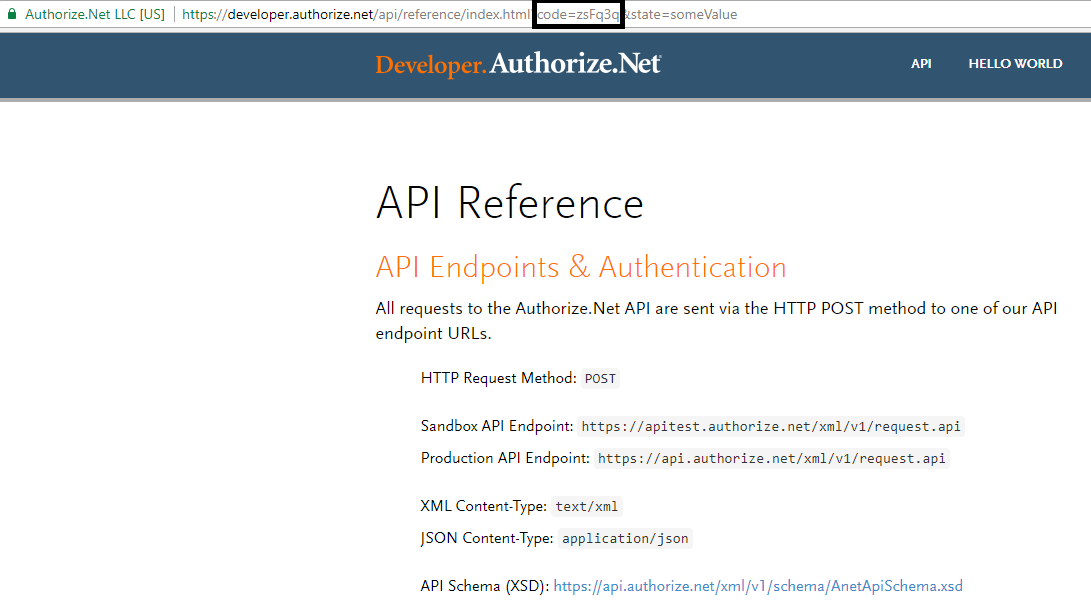 Authorize.Net LLC [US] https://developer.authorize.net/api/reference/index.html?code=zsFq3q&state=someValue
Developer.Authorize.Net API HELLO WORLD
API Reference
API Endpoints & Authentication
All requests to the Authorize.Net API are sent via the HTTP POST method to one of our API
endpoint URLs.
HTTP Request Method: POST
Sandbox API Endpoint: https://apitest.authorize.net/xml/v1/request.api
Production API Endpoint: https://api.authorize.net/xml/v1/request.api
XML Content-Type: text/xml
JSON Content-Type: application/json
API Schema (XSD): https://api.authorize.net/xml/v1/schema/AnetApiSchema.xsd